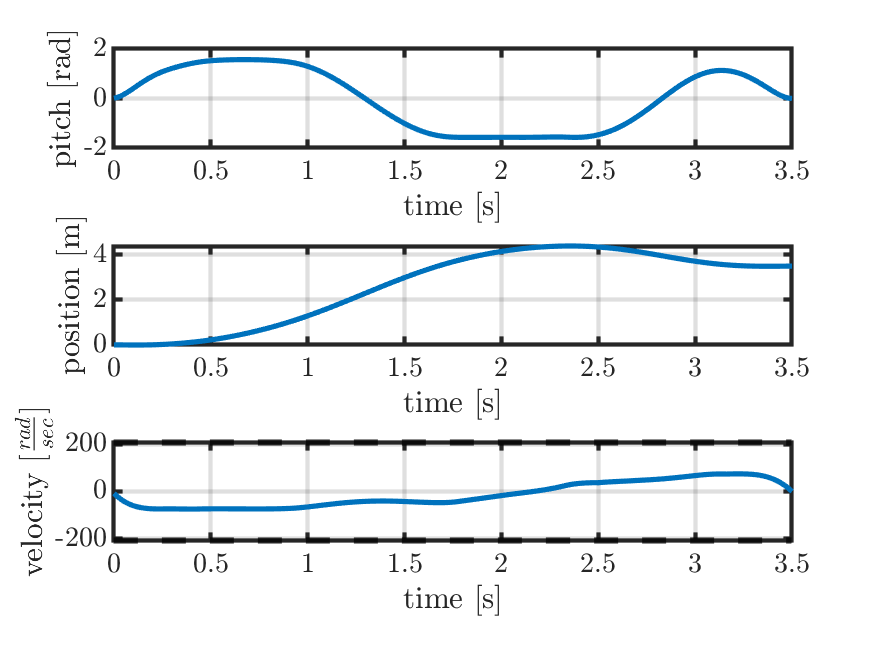 pitch [rad]
2
0
-2
0 0.5 1 1.5 2 2.5 3 3.5
time [s]
position [m]
4
2
0
0 0.5 1 1.5 2 2.5 3 3.5
time [s]
velocity [rad/sec]
200
0
-200
0 0.5 1 1.5 2 2.5 3 3.5
time [s]